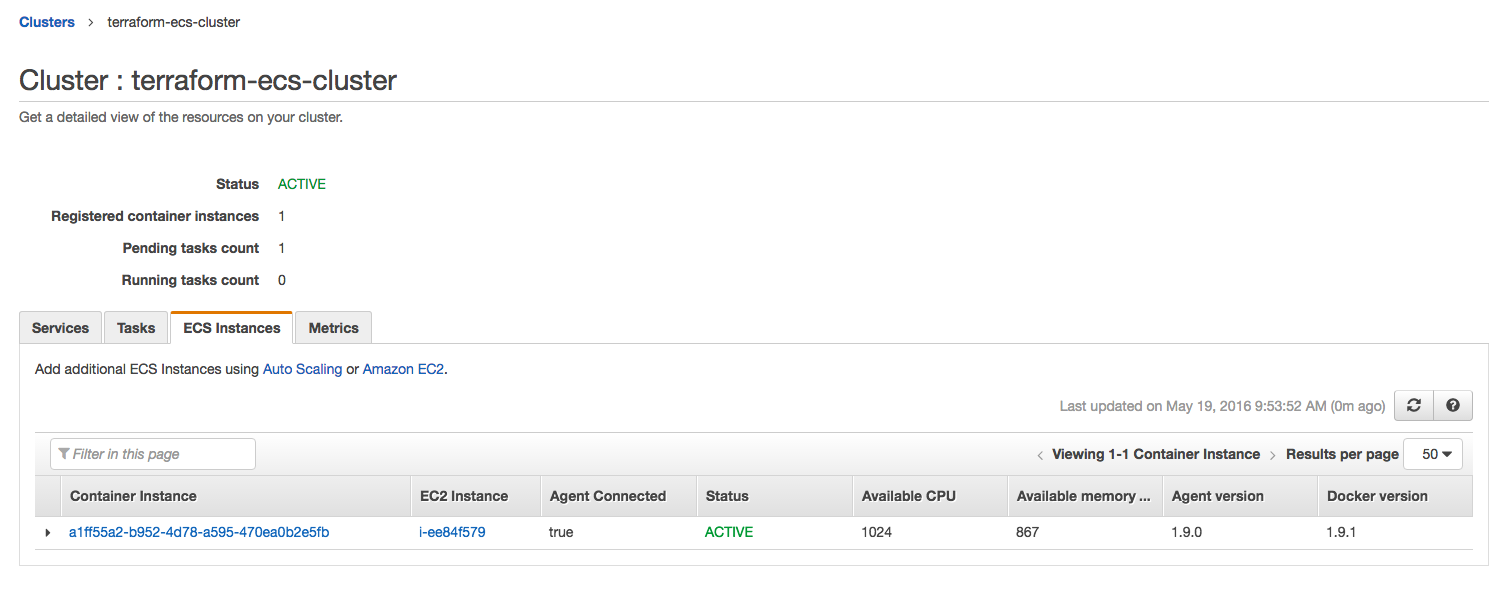 Clusters > terraform-ecs-cluster
Cluster : terraform-ecs-cluster
Get a detailed view of the resources on your cluster.
Status ACTIVE
Registered container instances 1
Pending tasks count 1
Running tasks count 0
Services Tasks ECS Instances Metrics
Add additional ECS Instances using Auto Scaling or Amazon EC2.
Last updated on May 19, 2016 9:53:52 AM (0m ago)
Filter in this page < Viewing 1-1 Container Instance > Results per page 50
Container Instance EC2 Instance Agent Connected Status Available CPU Available memory ... Agent version Docker version
a1ff55a2-b952-4d78-a595-470ea0b2e5fb i-ee84f579 true ACTIVE 1024 867 1.9.0 1.9.1